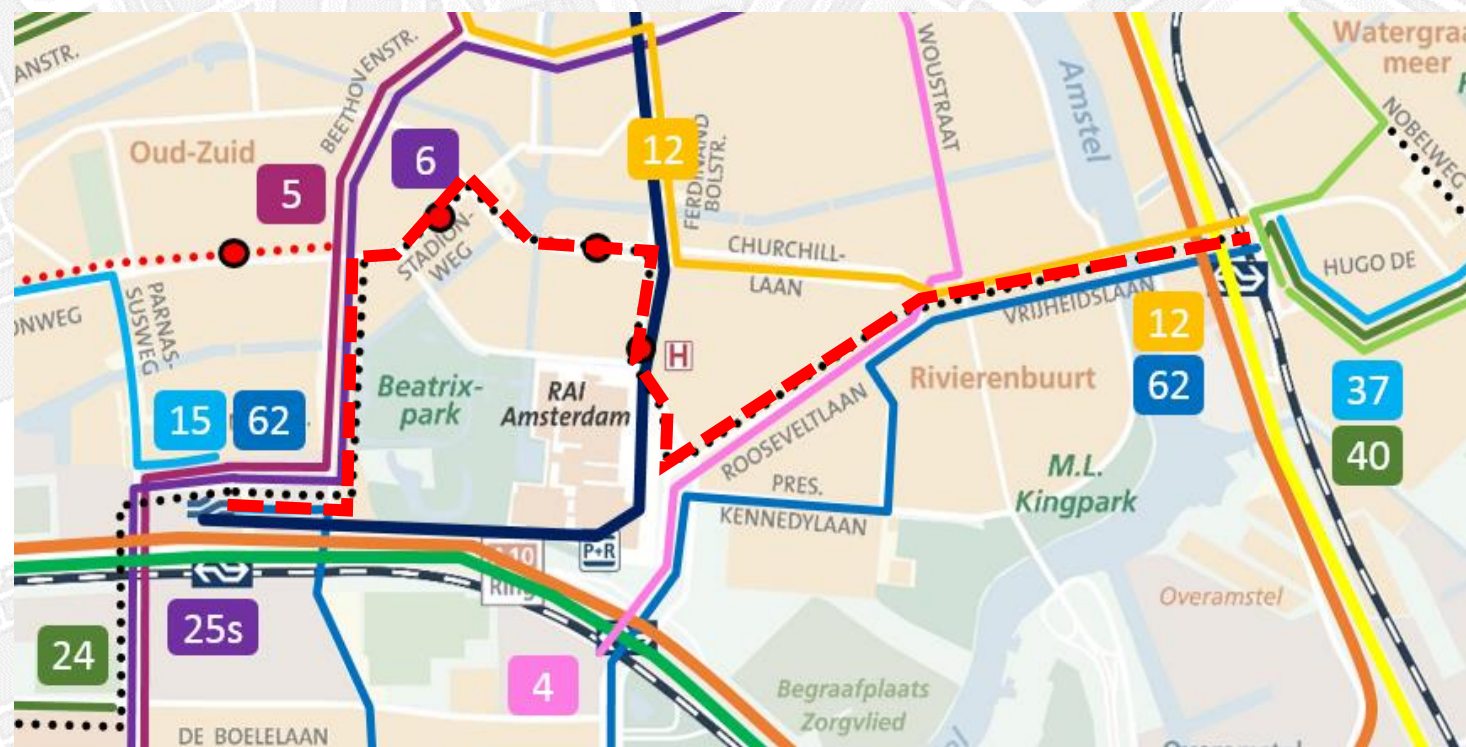 ANSTR.
BEETHOVENSTR.
Oud-Zuid
5
6
12
FERDINAND
BOLSTR.
WOUSTRAAT
Amstel
Watergraa
meer
NOBELWEG
STADION-
WEG
CHURCHILL-
LAAN
HUGO DE
VRIJHEIDSLAAN
ONWEG
PARNAS-
SUSWEG
H
12
62
37
40
Beatrix-
park
RAI
Amsterdam
Rivierenbuurt
ROOSEVELTLAAN
15
62
M.L.
Kingpark
PRES.
KENNEDYLAAN
P+R
A10
Ring
Overamstel
25s
24
4
Begraafplaats
Zorgvlied
DE BOELELAAN